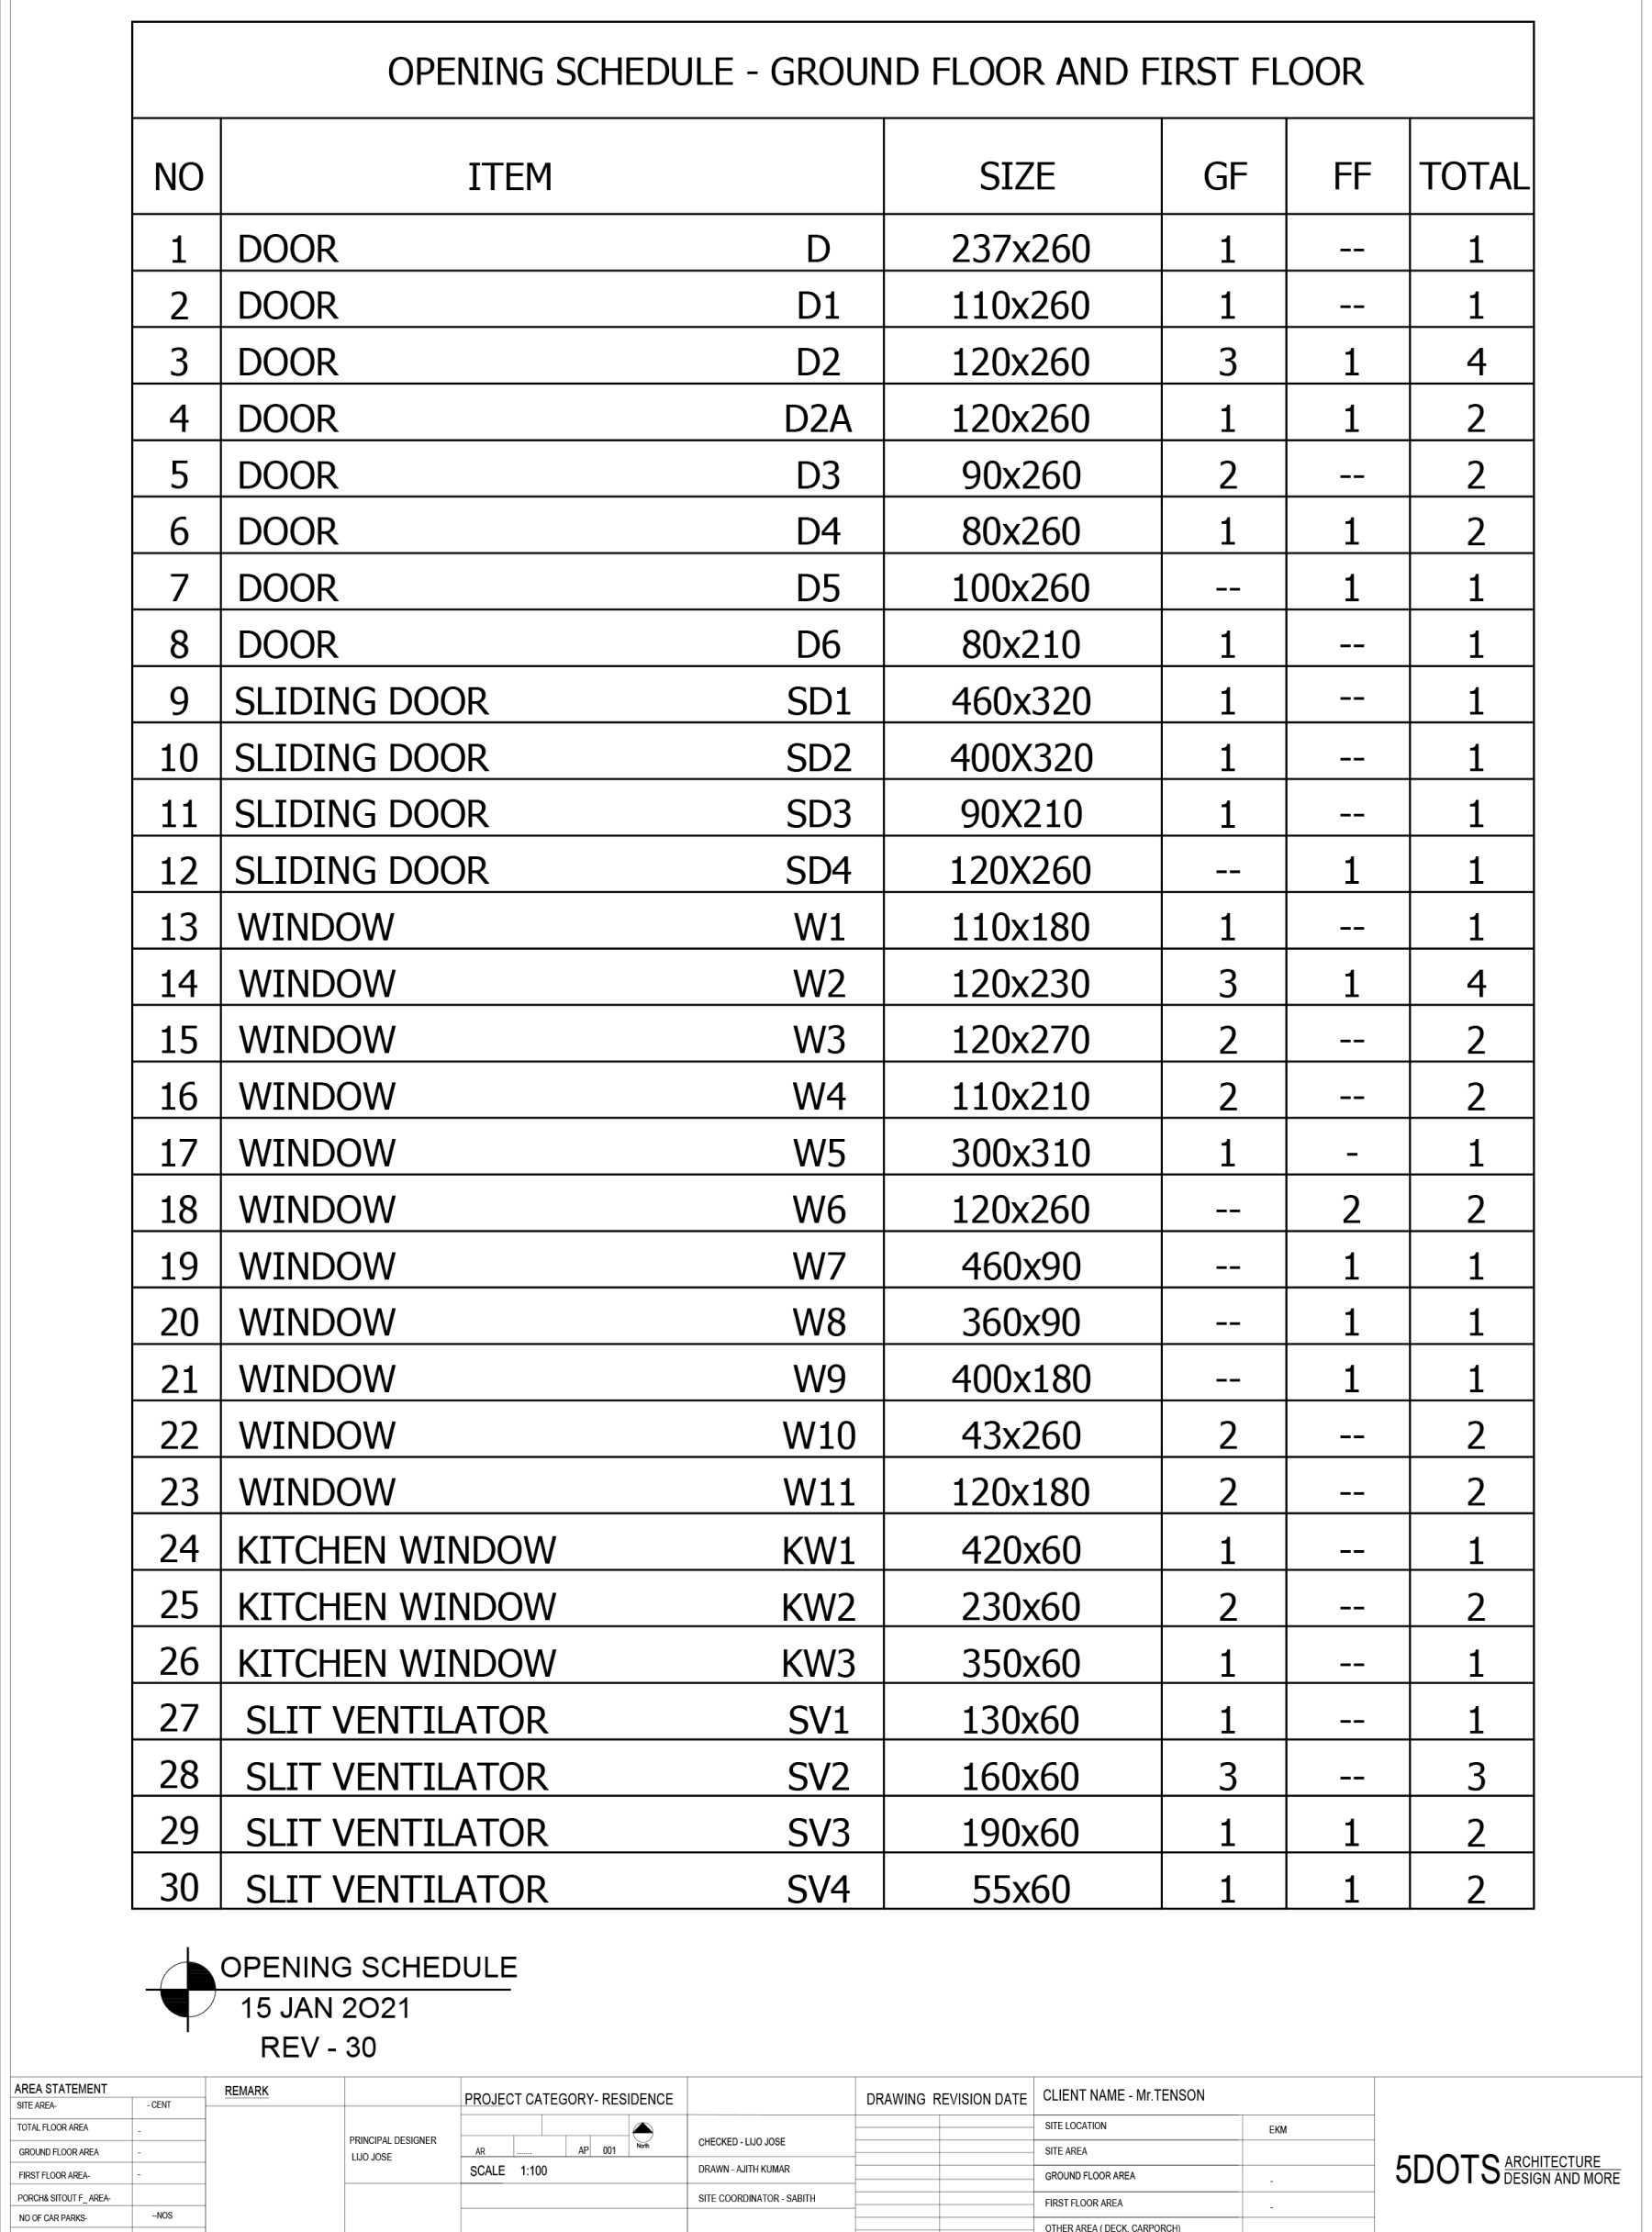 OPENING SCHEDULE - GROUND FLOOR AND FIRST FLOOR
NO ITEM SIZE GF FF TOTAL
1 DOOR D 237x260 1 -- 1
2 DOOR D1 110x260 1 -- 1
3 DOOR D2 120x260 3 1 4
4 DOOR D2A 120x260 1 1 2
5 DOOR D3 90x260 2 -- 2
6 DOOR D4 80x260 1 1 2
7 DOOR D5 100x260 -- 1 1
8 DOOR D6 80x210 1 -- 1
9 SLIDING DOOR SD1 460x320 1 -- 1
10 SLIDING DOOR SD2 400X320 1 -- 1
11 SLIDING DOOR SD3 90X210 1 -- 1
12 SLIDING DOOR SD4 120X260 -- 1 1
13 WINDOW W1 110x180 1 -- 1
14 WINDOW W2 120x230 3 1 4
15 WINDOW W3 120x270 2 -- 2
16 WINDOW W4 110x210 2 -- 2
17 WINDOW W5 300x310 1 - 1
18 WINDOW W6 120x260 -- 2 2
19 WINDOW W7 460x90 -- 1 1
20 WINDOW W8 360x90 -- 1 1
21 WINDOW W9 400x180 -- 1 1
22 WINDOW W10 43x260 2 -- 2
23 WINDOW W11 120x180 2 -- 2
24 KITCHEN WINDOW KW1 420x60 1 -- 1
25 KITCHEN WINDOW KW2 230x60 2 -- 2
26 KITCHEN WINDOW KW3 350x60 1 -- 1
27 SLIT VENTILATOR SV1 130x60 1 -- 1
28 SLIT VENTILATOR SV2 160x60 3 -- 3
29 SLIT VENTILATOR SV3 190x60 1 1 2
30 SLIT VENTILATOR SV4 55x60 1 1 2
OPENING SCHEDULE
15 JAN 2O21
REV - 30
AREA STATEMENT
SITE AREA- - CENT
TOTAL FLOOR AREA -
GROUND FLOOR AREA -
FIRST FLOOR AREA- -
PORCH& SITOUT F_ AREA-
NO OF CAR PARKS- --NOS
REMARK
PRINCIPAL DESIGNER
LIJO JOSE
PROJECT CATEGORY- RESIDENCE
AR ....... AP 001 North
SCALE 1:100
CHECKED - LIJO JOSE
DRAWN - AJITH KUMAR
SITE COORDINATOR - SABITH
DRAWING REVISION DATE
CLIENT NAME - Mr.TENSON
SITE LOCATION EKM
SITE AREA
GROUND FLOOR AREA -
FIRST FLOOR AREA -
OTHER AREA ( DECK, CARPORCH)
5DOTS ARCHITECTURE
DESIGN AND MORE